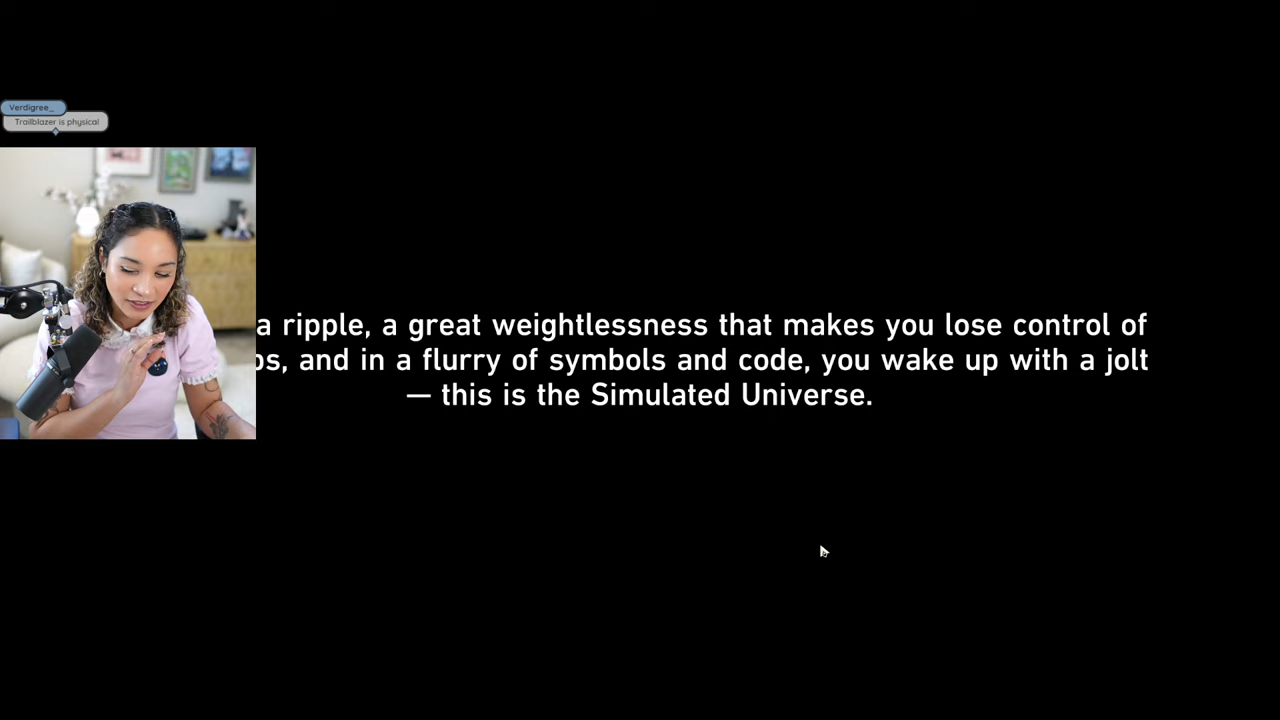 Verdigree_
Trailblazer is physical
a ripple, a great weightlessness that makes you lose control of
and in a flurry of symbols and code, you wake up with a jolt
— this is the Simulated Universe.